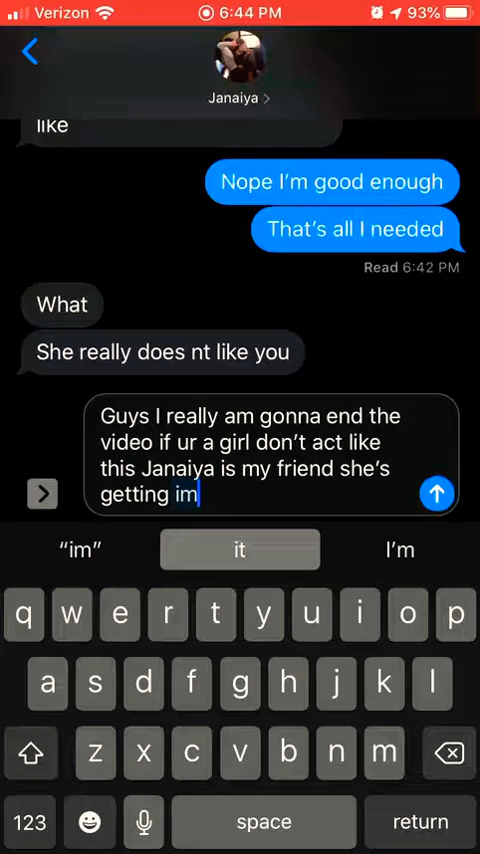 Verizon 6:44 PM 93%
Janaiya >
like
Nope I’m good enough
That’s all I needed
Read 6:42 PM
What
She really does nt like you
Guys I really am gonna end the
video if ur a girl don’t act like
this Janaiya is my friend she’s
getting im
“im” it I’m
q w e r t y u i o p
a s d f g h j k l
z x c v b n m
123 space return